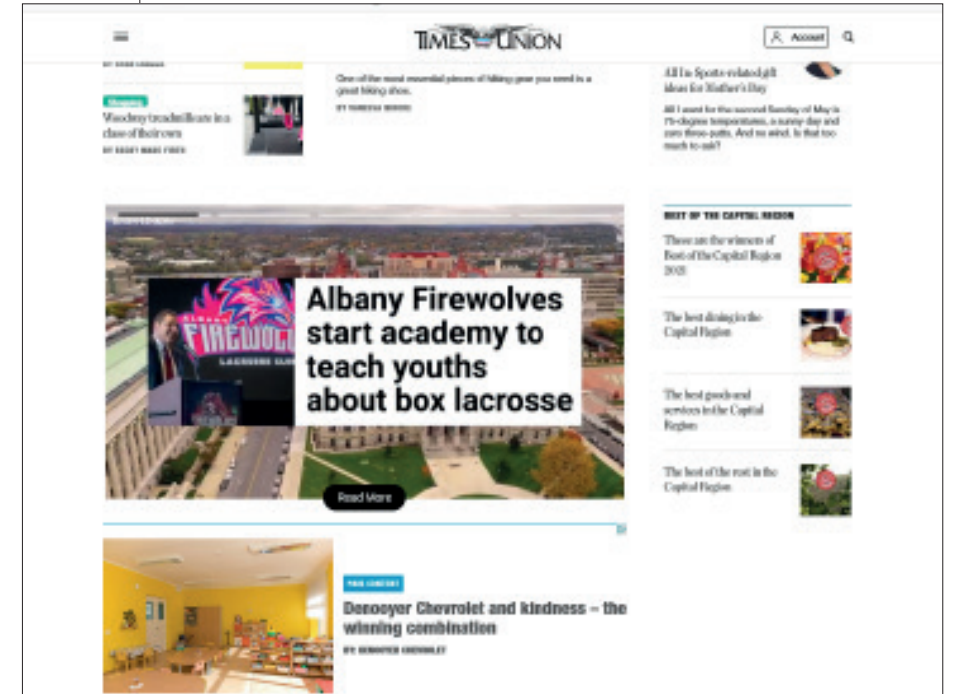 TIMES UNION
Account
One of the most essential pieces of hiking gear you need is a
great hiking shoe.
Shopping
Woodway treadmills are in a
class of their own
All In: Sports-related gift
ideas for Mother's Day
All I want for the second Sunday of May is
75-degree temperatures, a sunny day and
zero three-putts. And no wind. Is that too
much to ask?
ALBANY
FIREWOLV
LACROSSE CLUB
Albany Firewolves
start academy to
teach youths
about box lacrosse
Read More
BEST OF THE CAPITAL REGION
These are the winners of
Best of the Capital Region
2021
The best dining in the
Capital Region
The best goods and
services in the Capital
Region
The best of the rest in the
Capital Region
PAID CONTENT
Denooyer Chevrolet and kindness – the
winning combination
BY: DENOOYER CHEVROLET